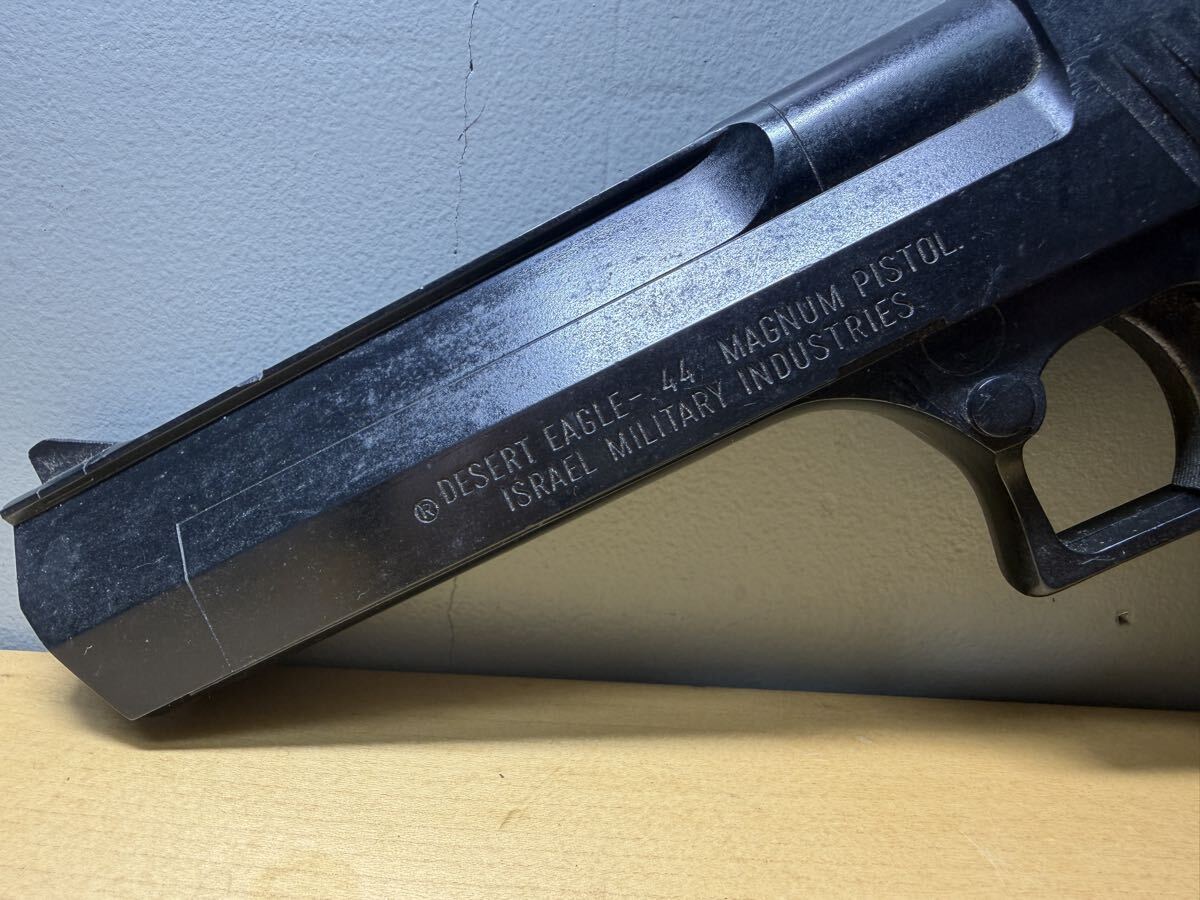 ® DESERT EAGLE-.44 MAGNUM PISTOL.
ISRAEL MILITARY INDUSTRIES